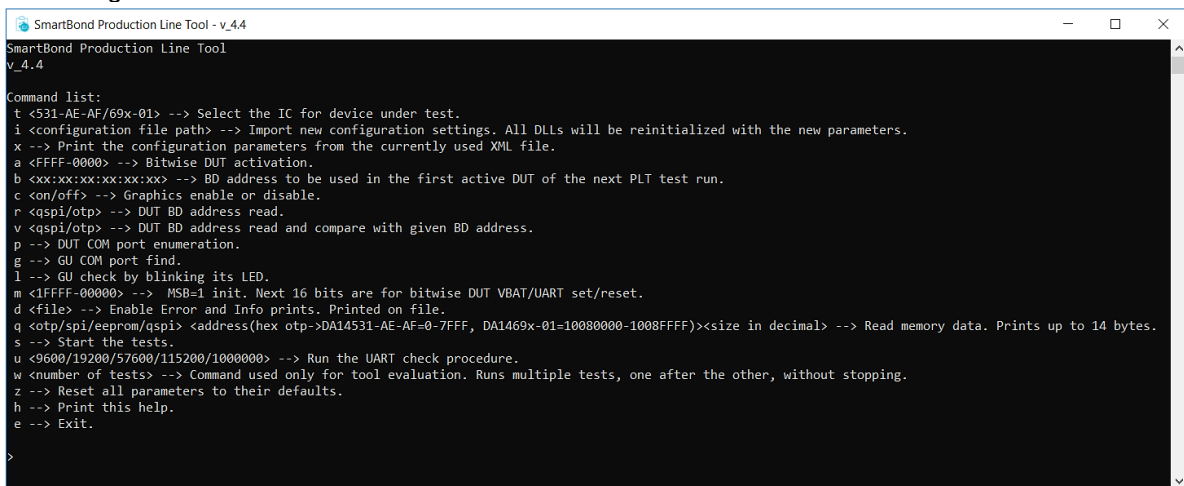 SmartBond Production Line Tool - v_4.4
SmartBond Production Line Tool
v_4.4
Command list:
t <531-AE-AF/69x-01> --> Select the IC for device under test.
i <configuration file path> --> Import new configuration settings. All DLLs will be reinitialized with the new parameters.
x --> Print the configuration parameters from the currently used XML file.
a <FFFF-0000> --> Bitwise DUT activation.
b <xx:xx:xx:xx:xx:xx> --> BD address to be used in the first active DUT of the next PLT test run.
c <on/off> --> Graphics enable or disable.
r <qspi/otp> --> DUT BD address read.
v <qspi/otp> --> DUT BD address read and compare with given BD address.
p --> DUT COM port enumeration.
g --> GU COM port find.
l --> GU check by blinking its LED.
m <1FFFF-00000> -->  MSB=1 init. Next 16 bits are for bitwise DUT VBAT/UART set/reset.
d <file> --> Enable Error and Info prints. Printed on file.
q <otp/spi/eeprom/qspi> <address(hex otp->DA14531-AE-AF=0-7FFF, DA1469x-01=10080000-1008FFFF)><size in decimal> --> Read memory data. Prints up to 14 bytes.
s --> Start the tests.
u <9600/19200/57600/115200/1000000> --> Run the UART check procedure.
w <number of tests> --> Command used only for tool evaluation. Runs multiple tests, one after the other, without stopping.
z --> Reset all parameters to their defaults.
h --> Print this help.
e --> Exit.
>